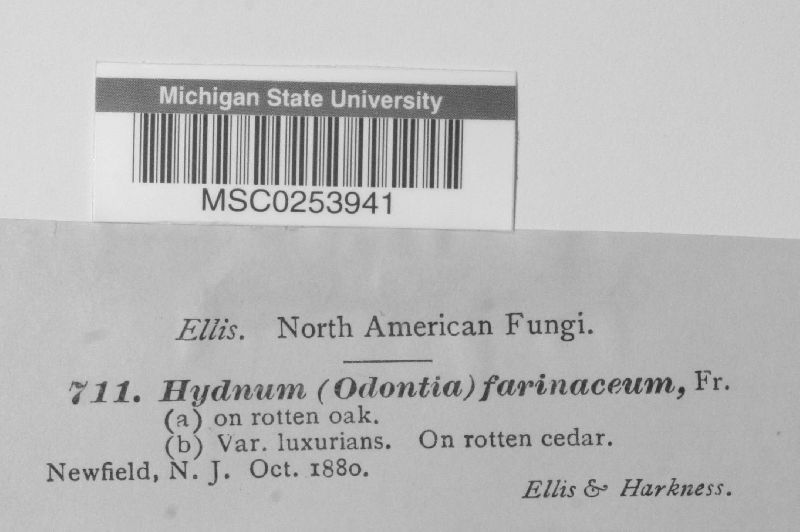 Michigan State University
MSC0253941
Ellis. North American Fungi.
711. Hydnum (Odontia) farinaceum, Fr.
(a) on rotten oak.
(b) Var. luxurians. On rotten cedar.
Newfield, N. J. Oct. 1880.
Ellis & Harkness.